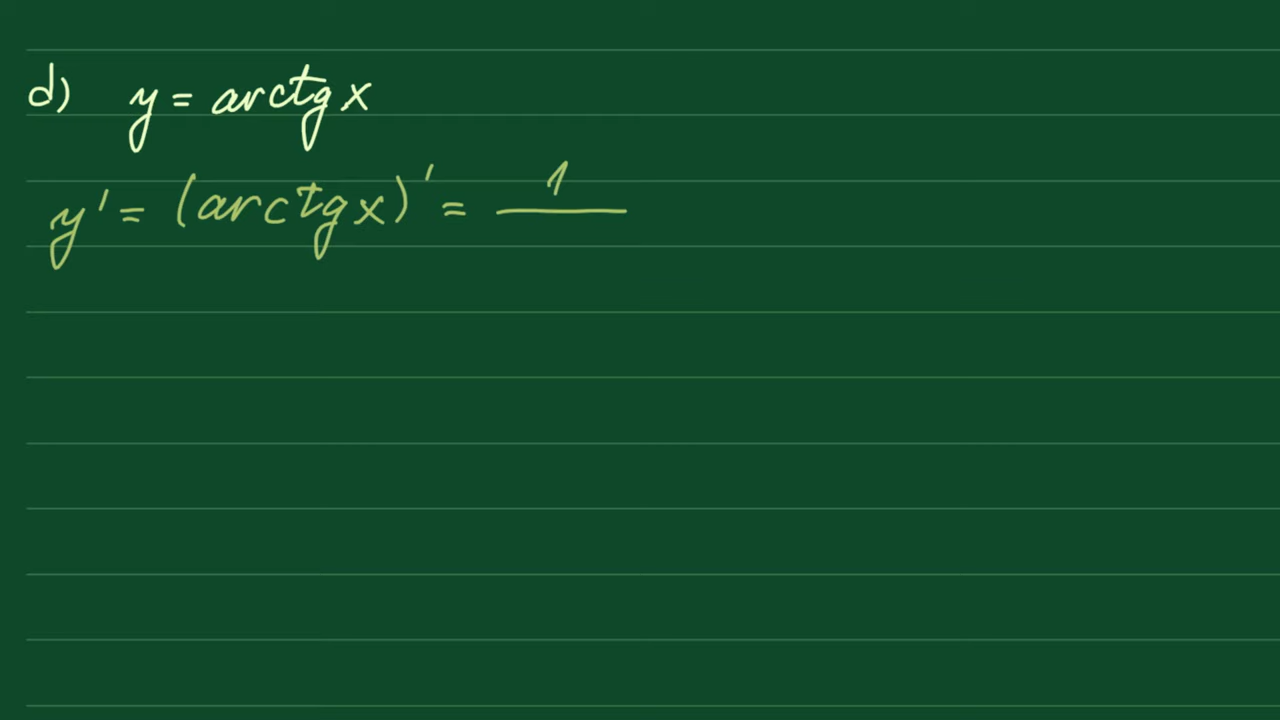 d) y = arctg x
y' = (arctg x)' = 1/